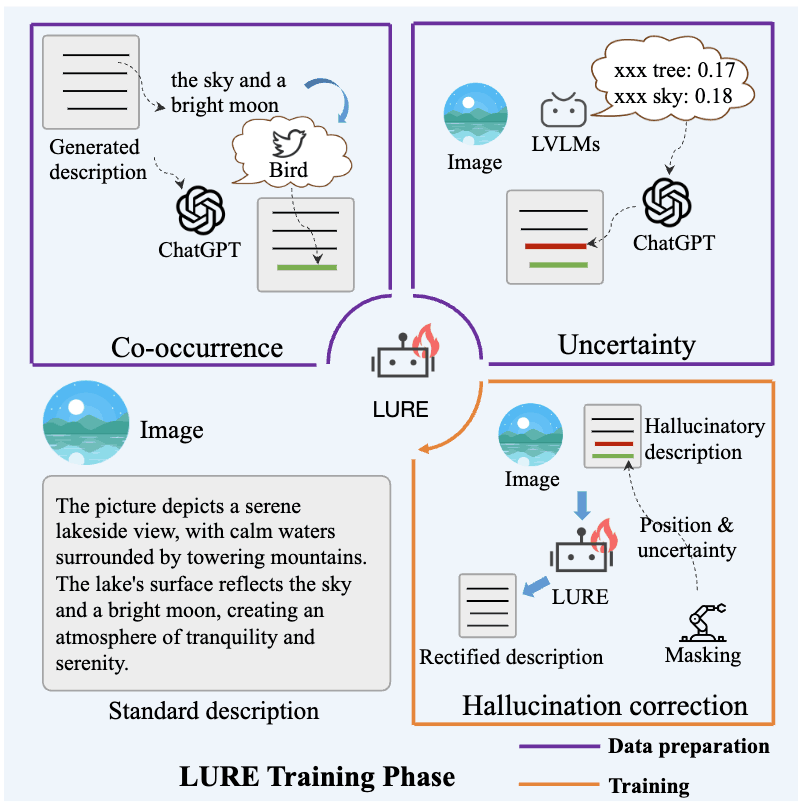 the sky and a
bright moon
Generated
description
Bird
ChatGPT
Co-occurrence
xxx tree: 0.17
xxx sky: 0.18
Image
LVLMs
ChatGPT
Uncertainty
LURE
Image
The picture depicts a serene
lakeside view, with calm waters
surrounded by towering mountains.
The lake's surface reflects the sky
and a bright moon, creating an
atmosphere of tranquility and
serenity.
Standard description
Hallucinatory
description
Image
Position &
uncertainty
LURE
Rectified description
Masking
Hallucination correction
LURE Training Phase
Data preparation
Training